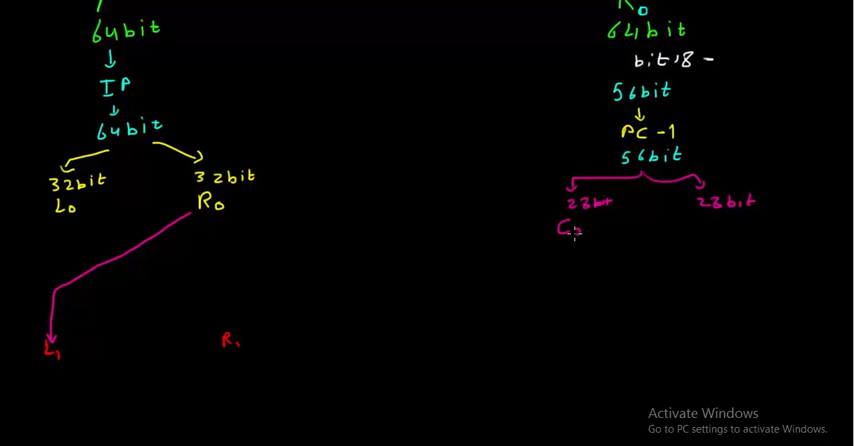 64bit
IP
64bit
32bit
L0
32bit
R0
L1
R1
K0
64bit
bit,8 -
56bit
PC-1
56bit
28bit
C0
28bit
Activate Windows
Go to PC settings to activate Windows.